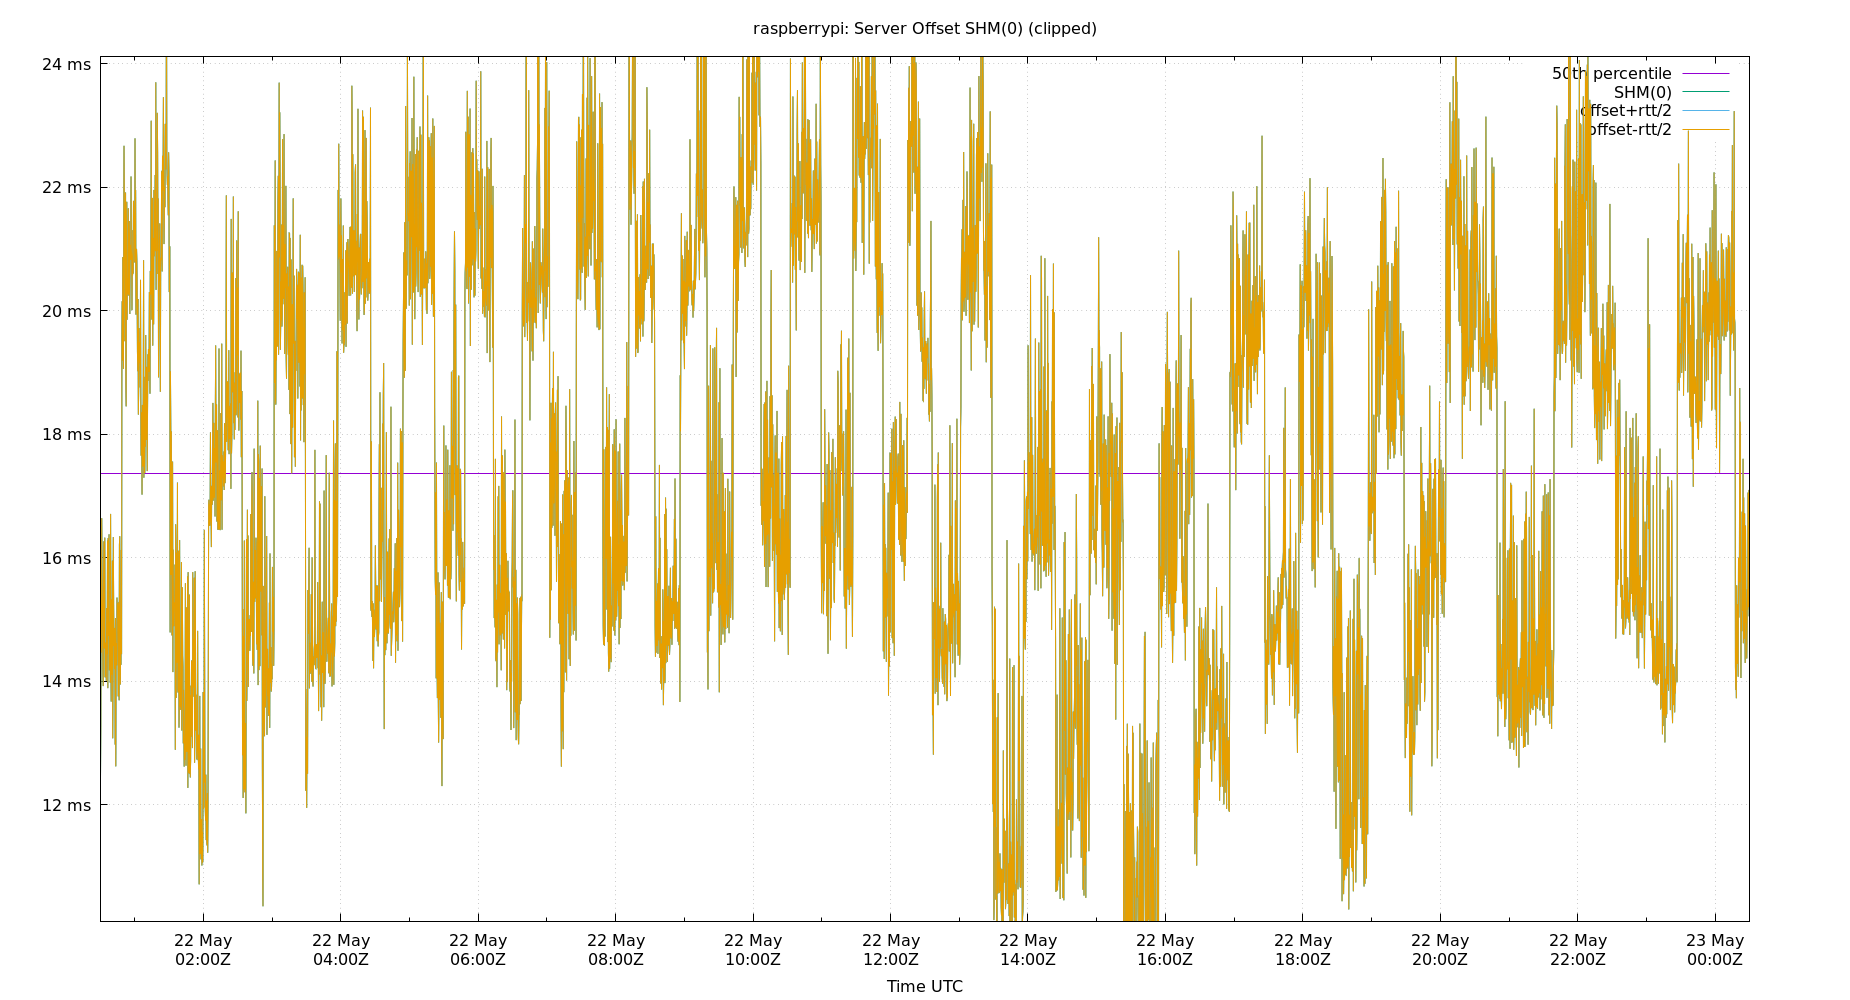 raspberrypi: Server Offset SHM(0) (clipped)
24 ms
22 ms
20 ms
18 ms
16 ms
14 ms
12 ms
50th percentile
SHM(0)
offset+rtt/2
offset-rtt/2
22 May 22 May 22 May 22 May 22 May 22 May 22 May 22 May 22 May 22 May 22 May 23 May
02:00Z 04:00Z 06:00Z 08:00Z 10:00Z 12:00Z 14:00Z 16:00Z 18:00Z 20:00Z 22:00Z 00:00Z
Time UTC